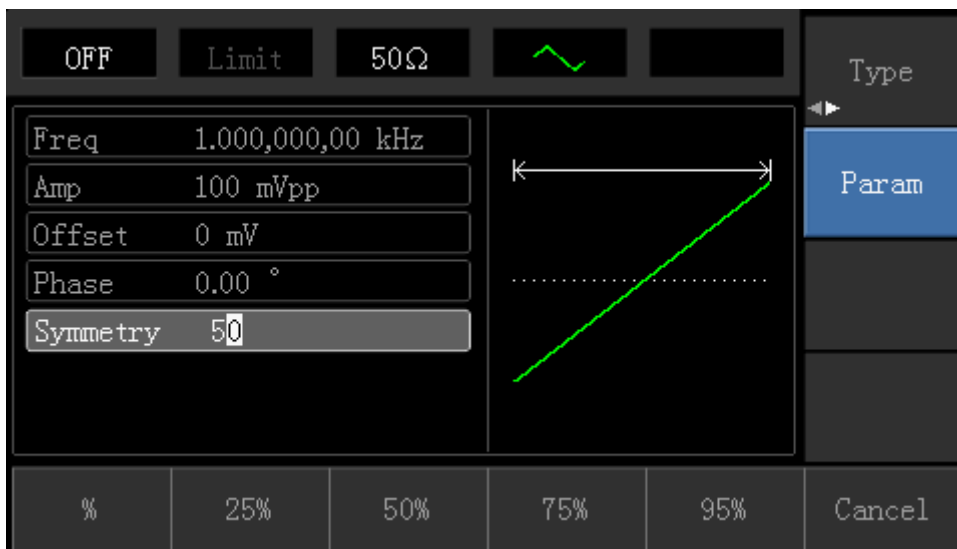 OFF Limit 50Ω
Type
Freq 1.000,000,00 kHz
Amp 100 mVpp
Param
Offset 0 mV
Phase 0.00 °
Symmetry 50
% 25% 50% 75% 95% Cancel